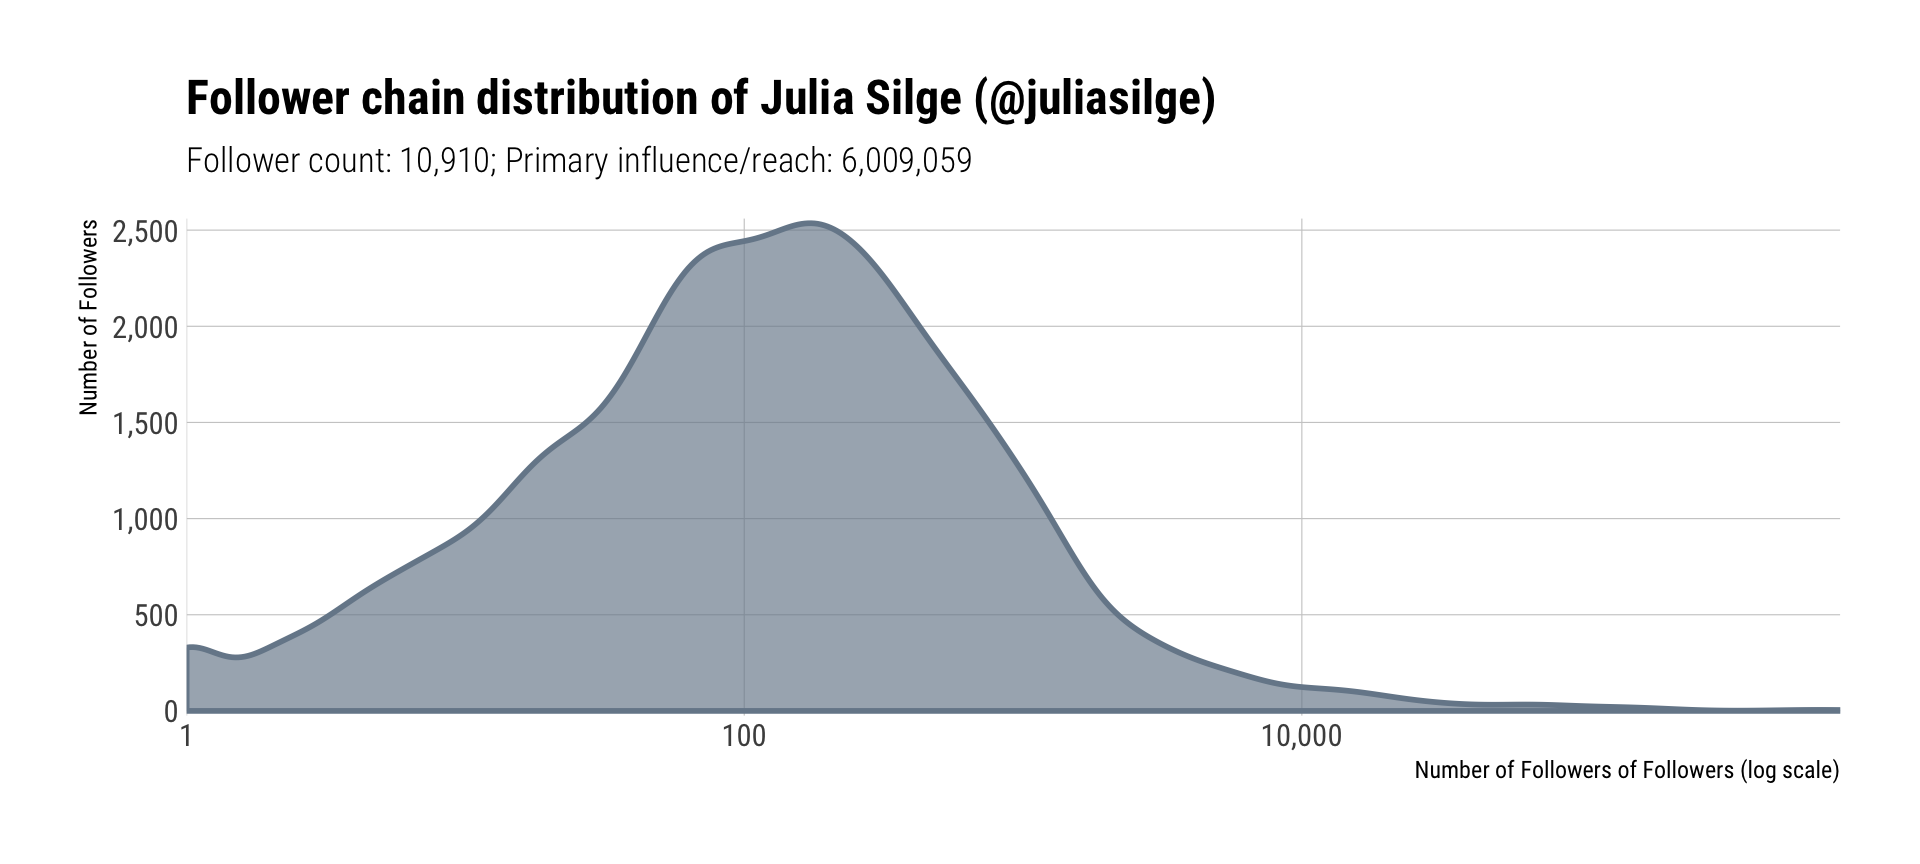 Follower chain distribution of Julia Silge (@juliasilge)
Follower count: 10,910; Primary influence/reach: 6,009,059
Number of Followers
2,500
2,000
1,500
1,000
500
0
1
100
10,000
Number of Followers of Followers (log scale)